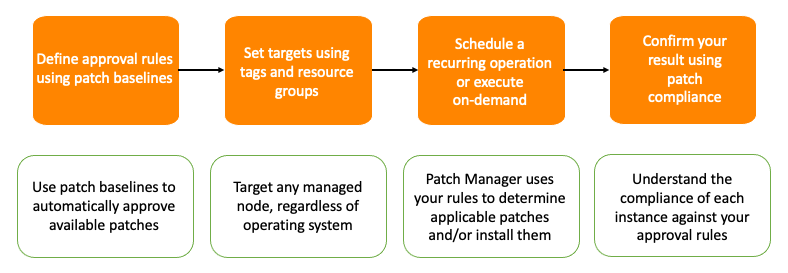 Define approval rules
using patch baselines
Set targets using
tags and resource
groups
Schedule a
recurring operation
or execute
on-demand
Confirm your
result using
patch
compliance
Use patch baselines to
automatically approve
available patches
Target any managed
node, regardless of
operating system
Patch Manager uses
your rules to determine
applicable patches
and/or install them
Understand the
compliance of each
instance against your
approval rules